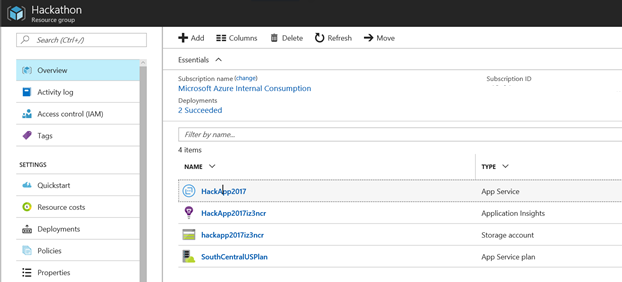 Hackathon
Resource group
Search (Ctrl+/)
Overview
Activity log
Access control (IAM)
Tags
SETTINGS
Quickstart
Resource costs
Deployments
Policies
Properties
Add Columns Delete Refresh Move
Essentials
Subscription name (change) Subscription ID
Microsoft Azure Internal Consumption
Deployments
2 Succeeded
Filter by name...
4 items
NAME TYPE
HackApp2017 App Service
HackApp2017iz3ncr Application Insights
hackapp2017iz3ncr Storage account
SouthCentralUSPlan App Service plan